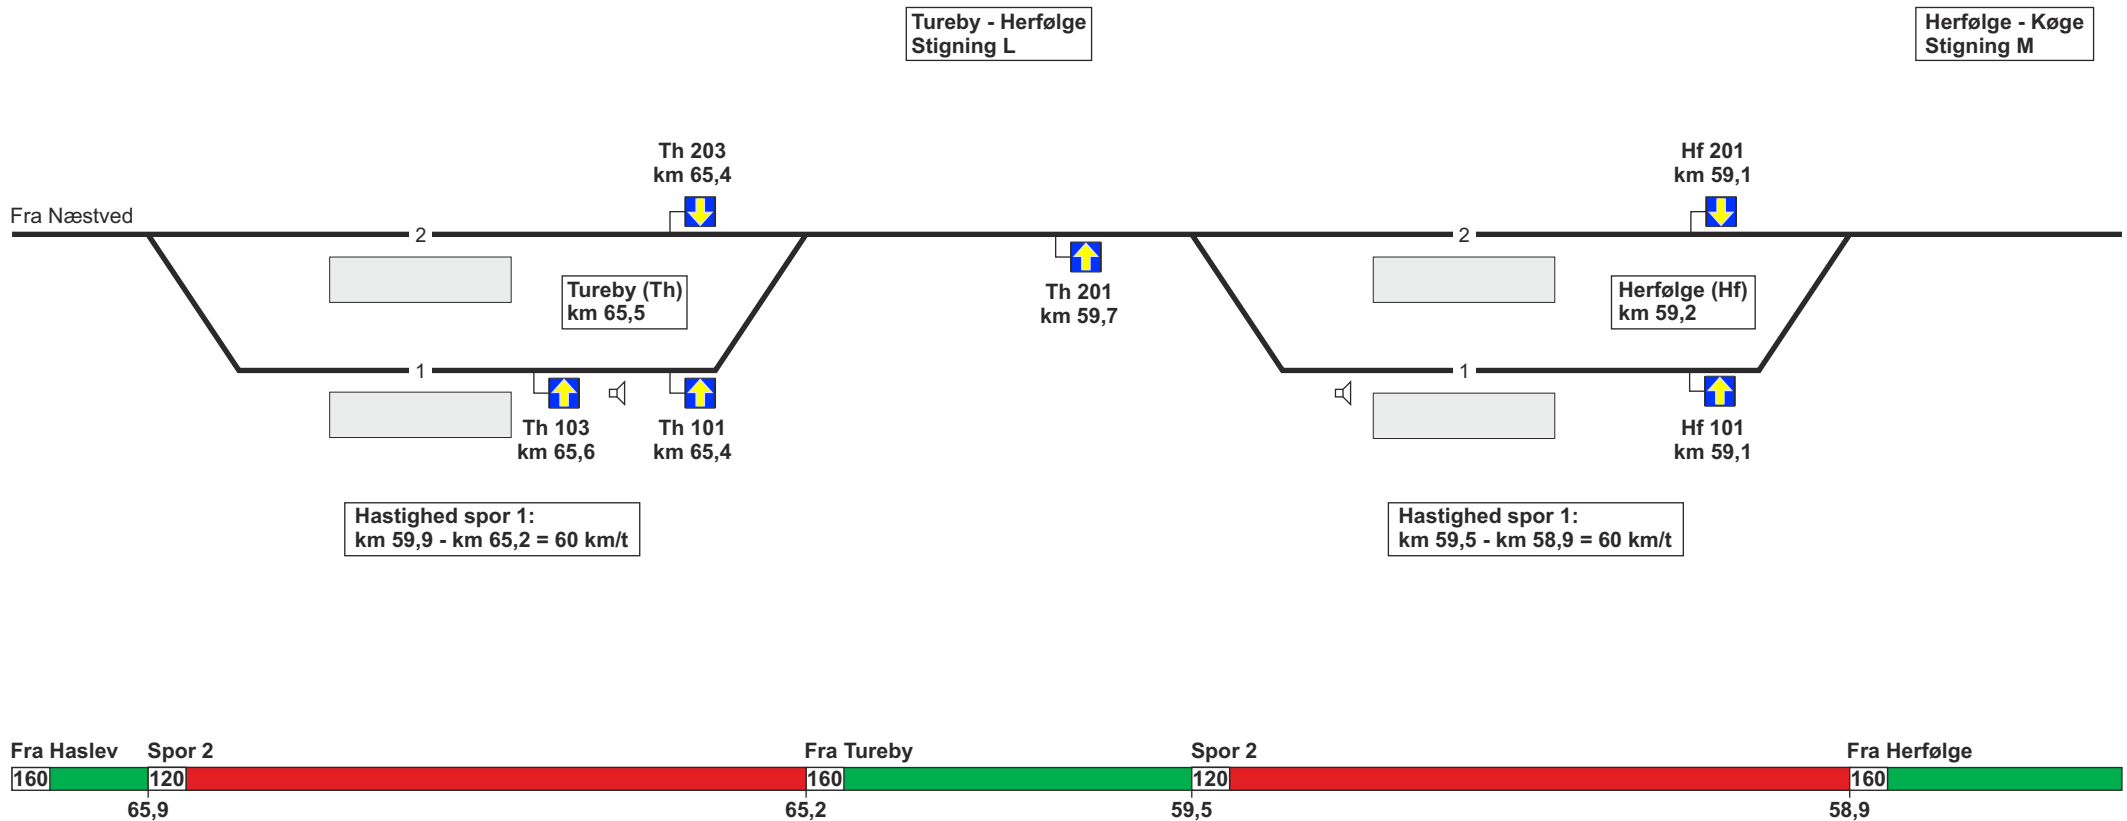 Tureby - Herfølge
Stigning L
Herfølge - Køge
Stigning M
Th 203
km 65,4
Hf 201
km 59,1
Fra Næstved
2
2
Tureby (Th)
km 65,5
Th 201
km 59,7
Herfølge (Hf)
km 59,2
1
1
Th 103
km 65,6
Th 101
km 65,4
Hf 101
km 59,1
Hastighed spor 1:
km 59,9 - km 65,2 = 60 km/t
Hastighed spor 1:
km 59,5 - km 58,9 = 60 km/t
Fra Haslev
Spor 2
Fra Tureby
Spor 2
Fra Herfølge
160
120
160
120
160
65,9
65,2
59,5
58,9